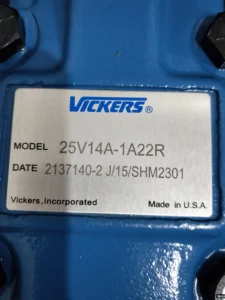 VICKERS®
MODEL 25V14A-1A22R
DATE 2137140-2 J/15/SHM2301
Vickers, Incorporated Made in U.S.A.